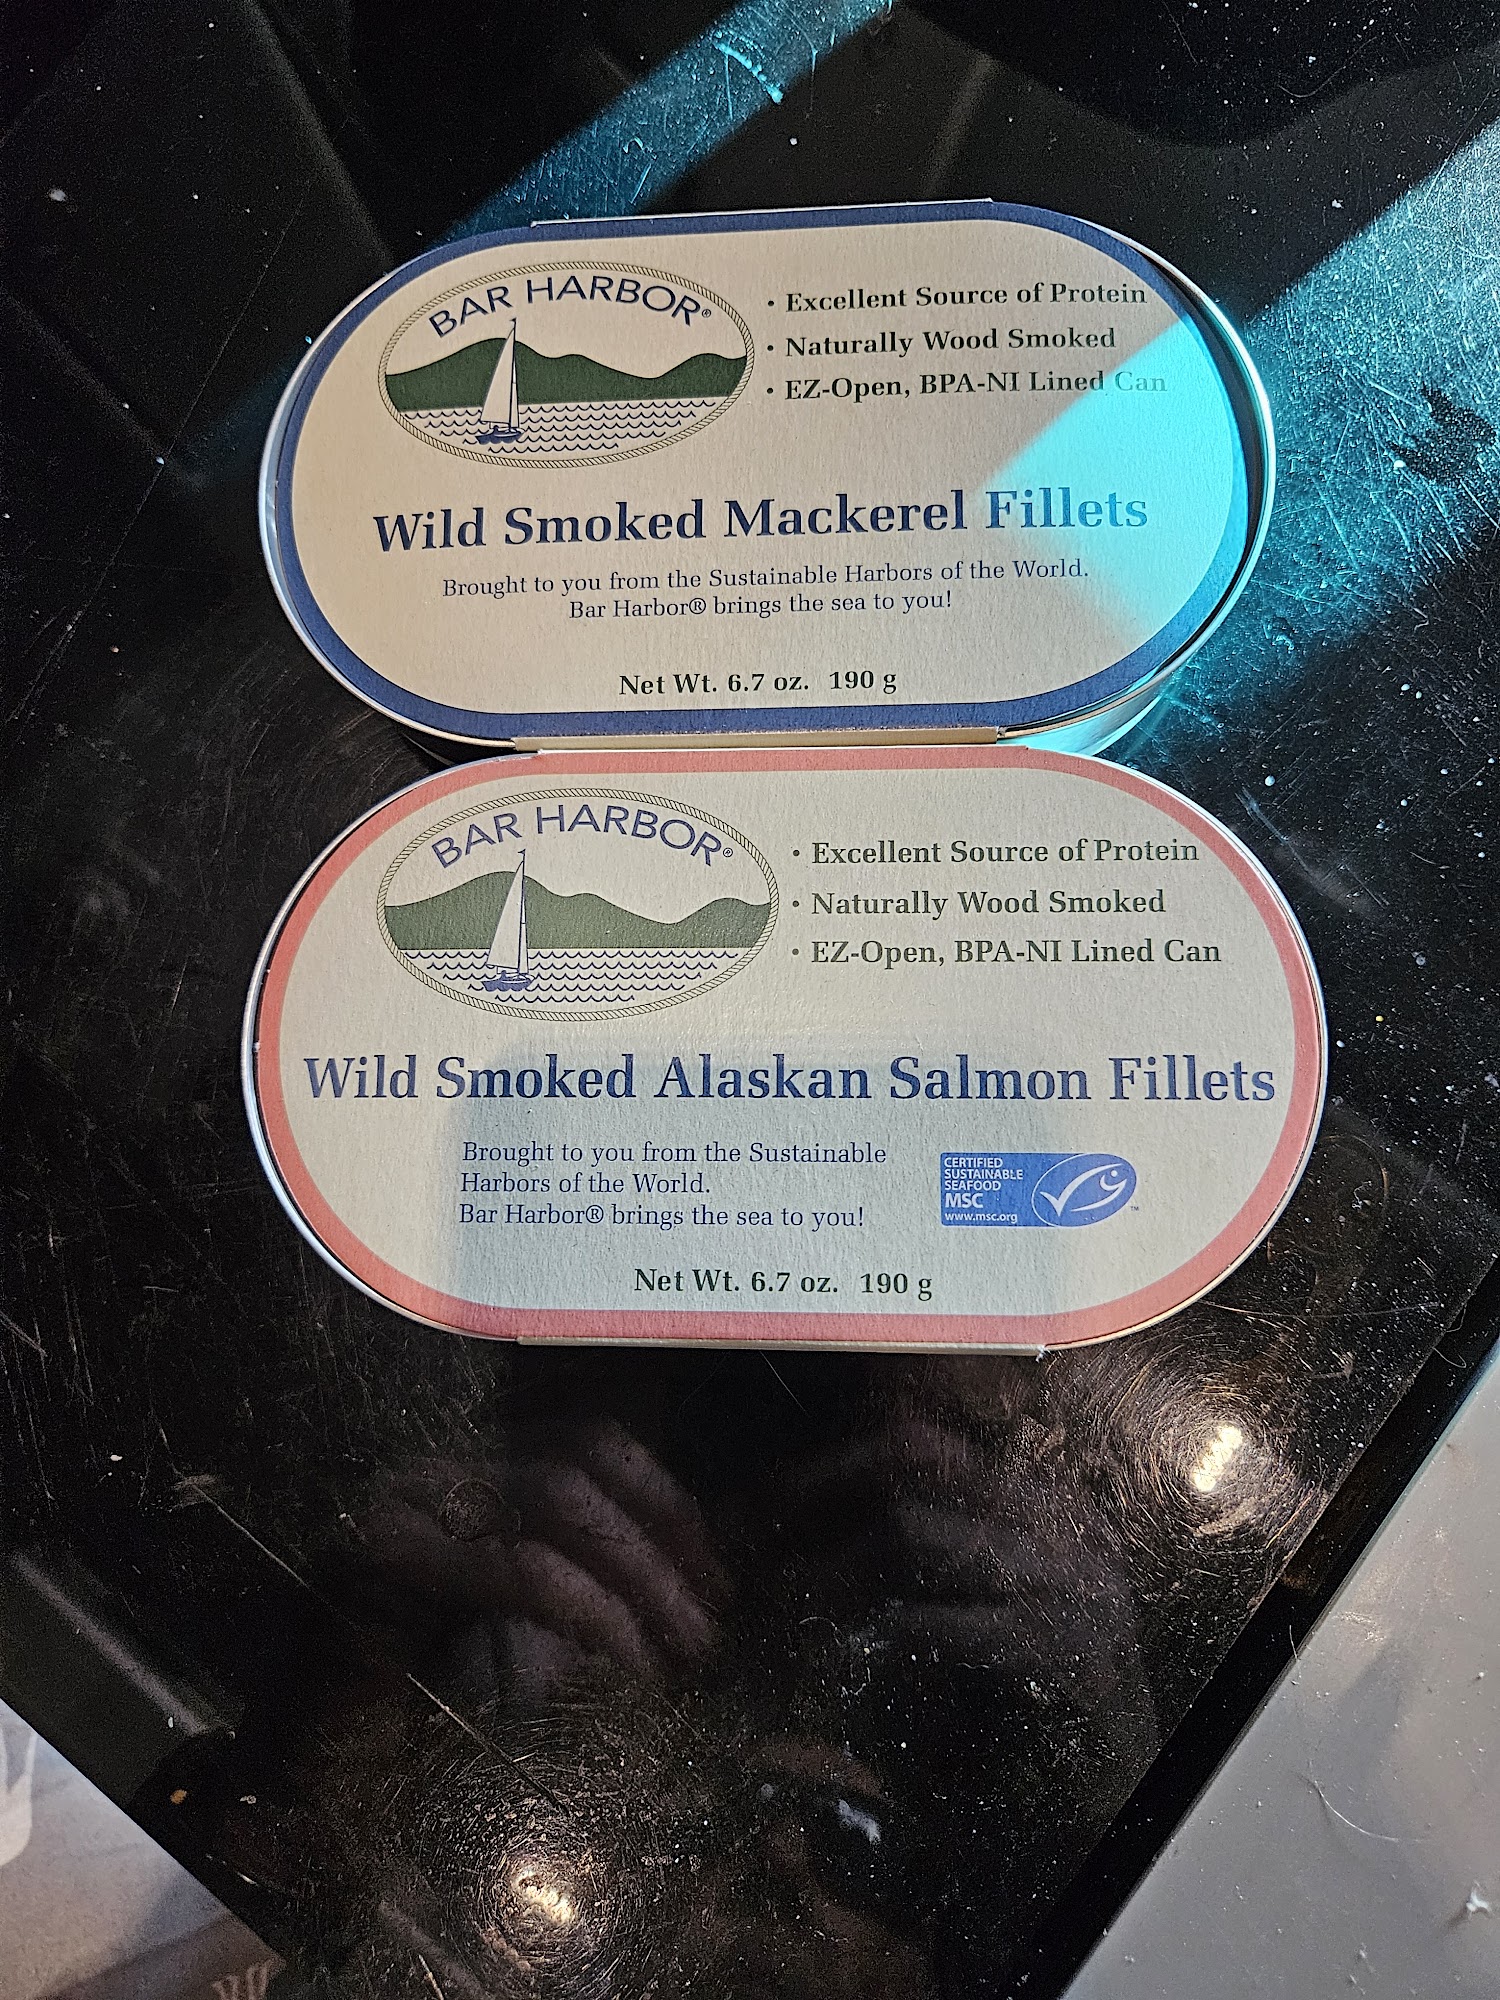 BAR HARBOR®
• Excellent Source of Protein
• Naturally Wood Smoked
• EZ-Open, BPA-NI Lined Can
Wild Smoked Mackerel Fillets
Brought to you from the Sustainable Harbors of the World.
Bar Harbor® brings the sea to you!
Net Wt. 6.7 oz. 190 g
BAR HARBOR®
• Excellent Source of Protein
• Naturally Wood Smoked
• EZ-Open, BPA-NI Lined Can
Wild Smoked Alaskan Salmon Fillets
Brought to you from the Sustainable
Harbors of the World.
Bar Harbor® brings the sea to you!
CERTIFIED
SUSTAINABLE
SEAFOOD
MSC
www.msc.org
™
Net Wt. 6.7 oz. 190 g